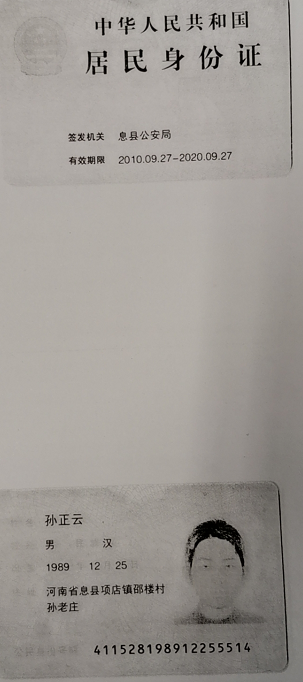 中华人民共和国
居民身份证
签发机关 息县公安局
有效期限 2010.09.27-2020.09.27
孙正云
男 汉
1989 12 25
河南省息县项店镇邵楼村
孙老庄
411528198912255514